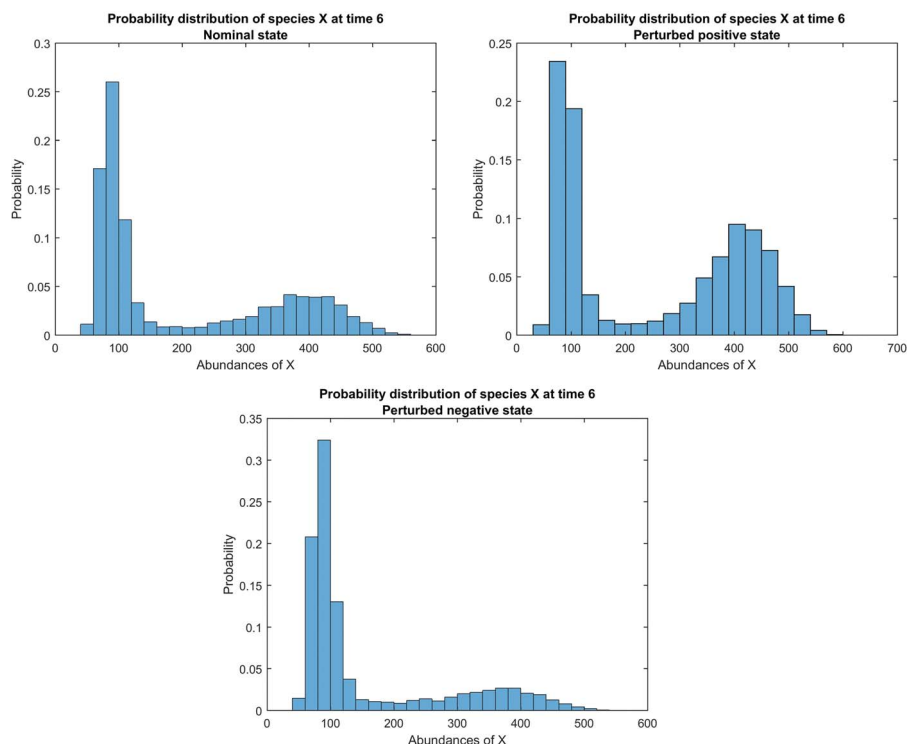 Probability distribution of species X at time 6
Nominal state
0.3
0.25
0.2
0.15
0.1
0.05
0
Probability
0 100 200 300 400 500 600
Abundances of X
Probability distribution of species X at time 6
Perturbed positive state
0.25
0.2
0.15
0.1
0.05
0
Probability
0 100 200 300 400 500 600 700
Abundances of X
Probability distribution of species X at time 6
Perturbed negative state
0.35
0.3
0.25
0.2
0.15
0.1
0.05
0
Probability
0 100 200 300 400 500 600
Abundances of X